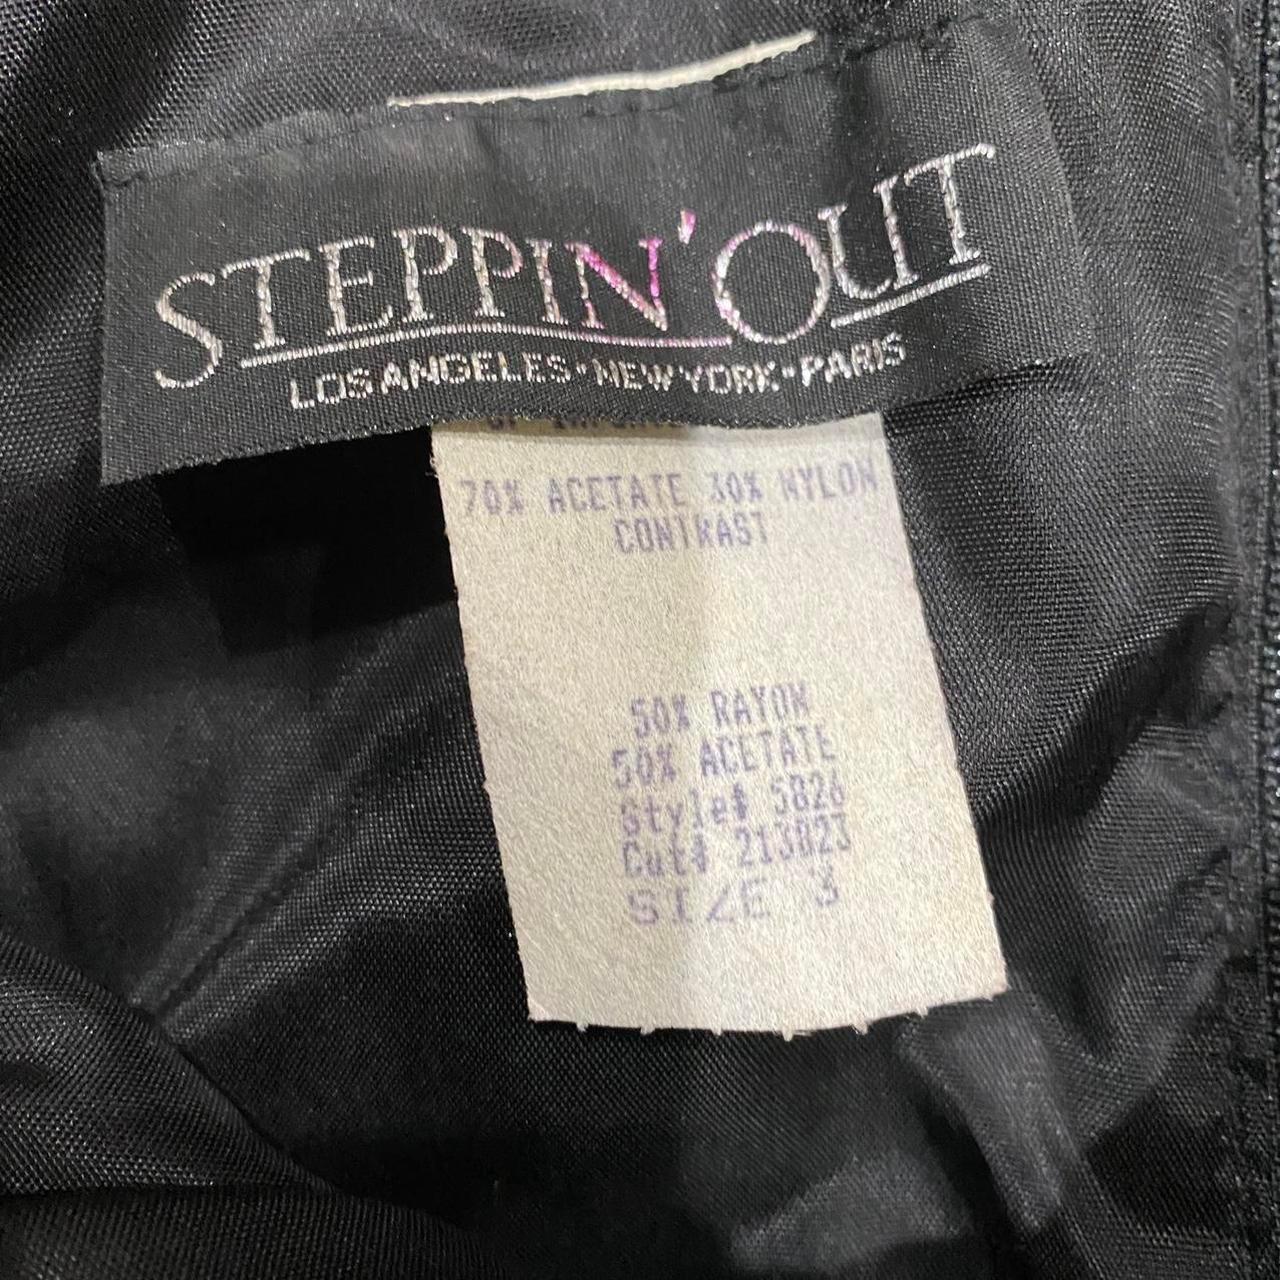 STEPPIN' OUT
LOS ANGELES • NEW YORK • PARIS
70% ACETATE 30% NYLON
CONTRAST
50% RAYON
50% ACETATE
Style# 5826
Cut# 213823
SIZE 3